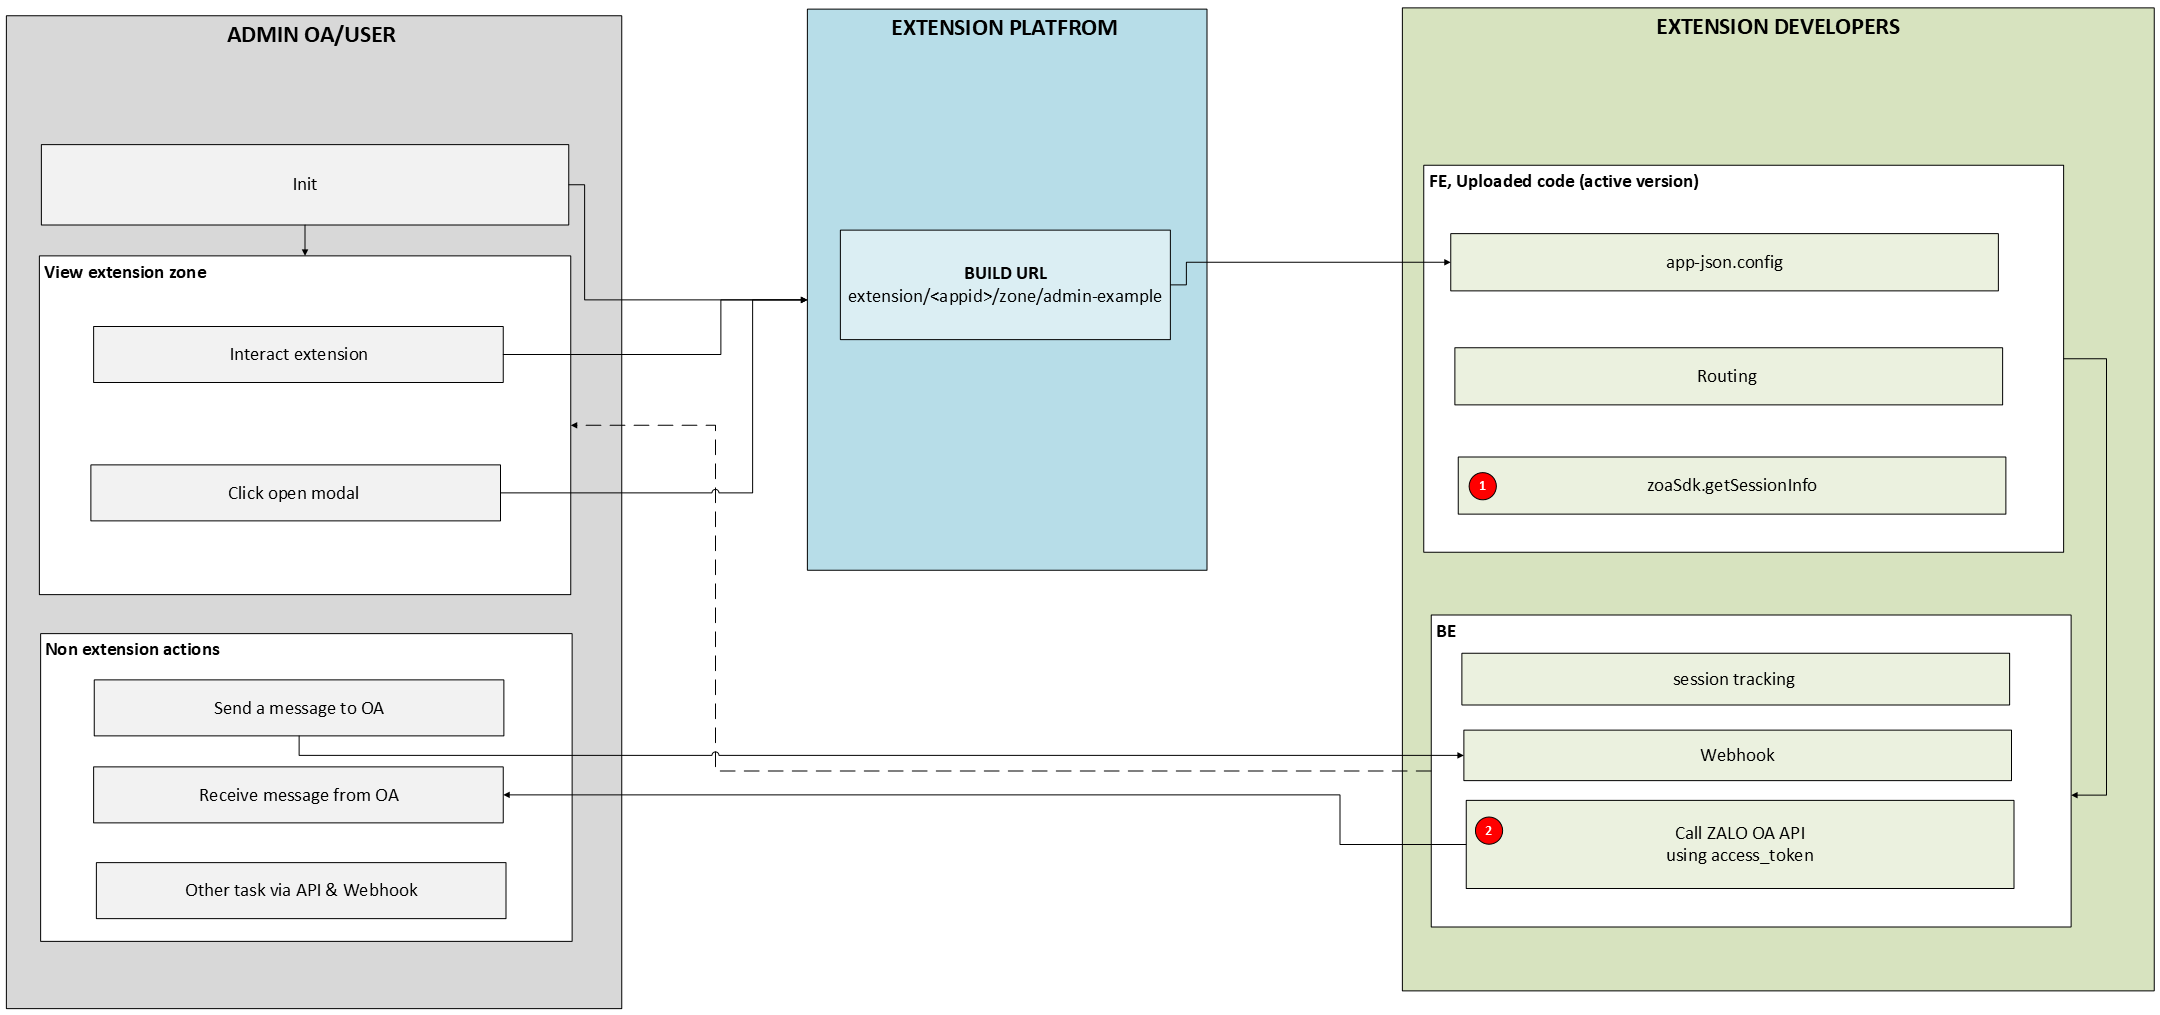 ADMIN OA/USER
Init
View extension zone
Interact extension
Click open modal
Non extension actions
Send a message to OA
Receive message from OA
Other task via API & Webhook
EXTENSION PLATFROM
BUILD URL
extension/<appid>/zone/admin-example
EXTENSION DEVELOPERS
FE, Uploaded code (active version)
app-json.config
Routing
1
zoaSdk.getSessionInfo
BE
session tracking
Webhook
2
Call ZALO OA API
using access_token